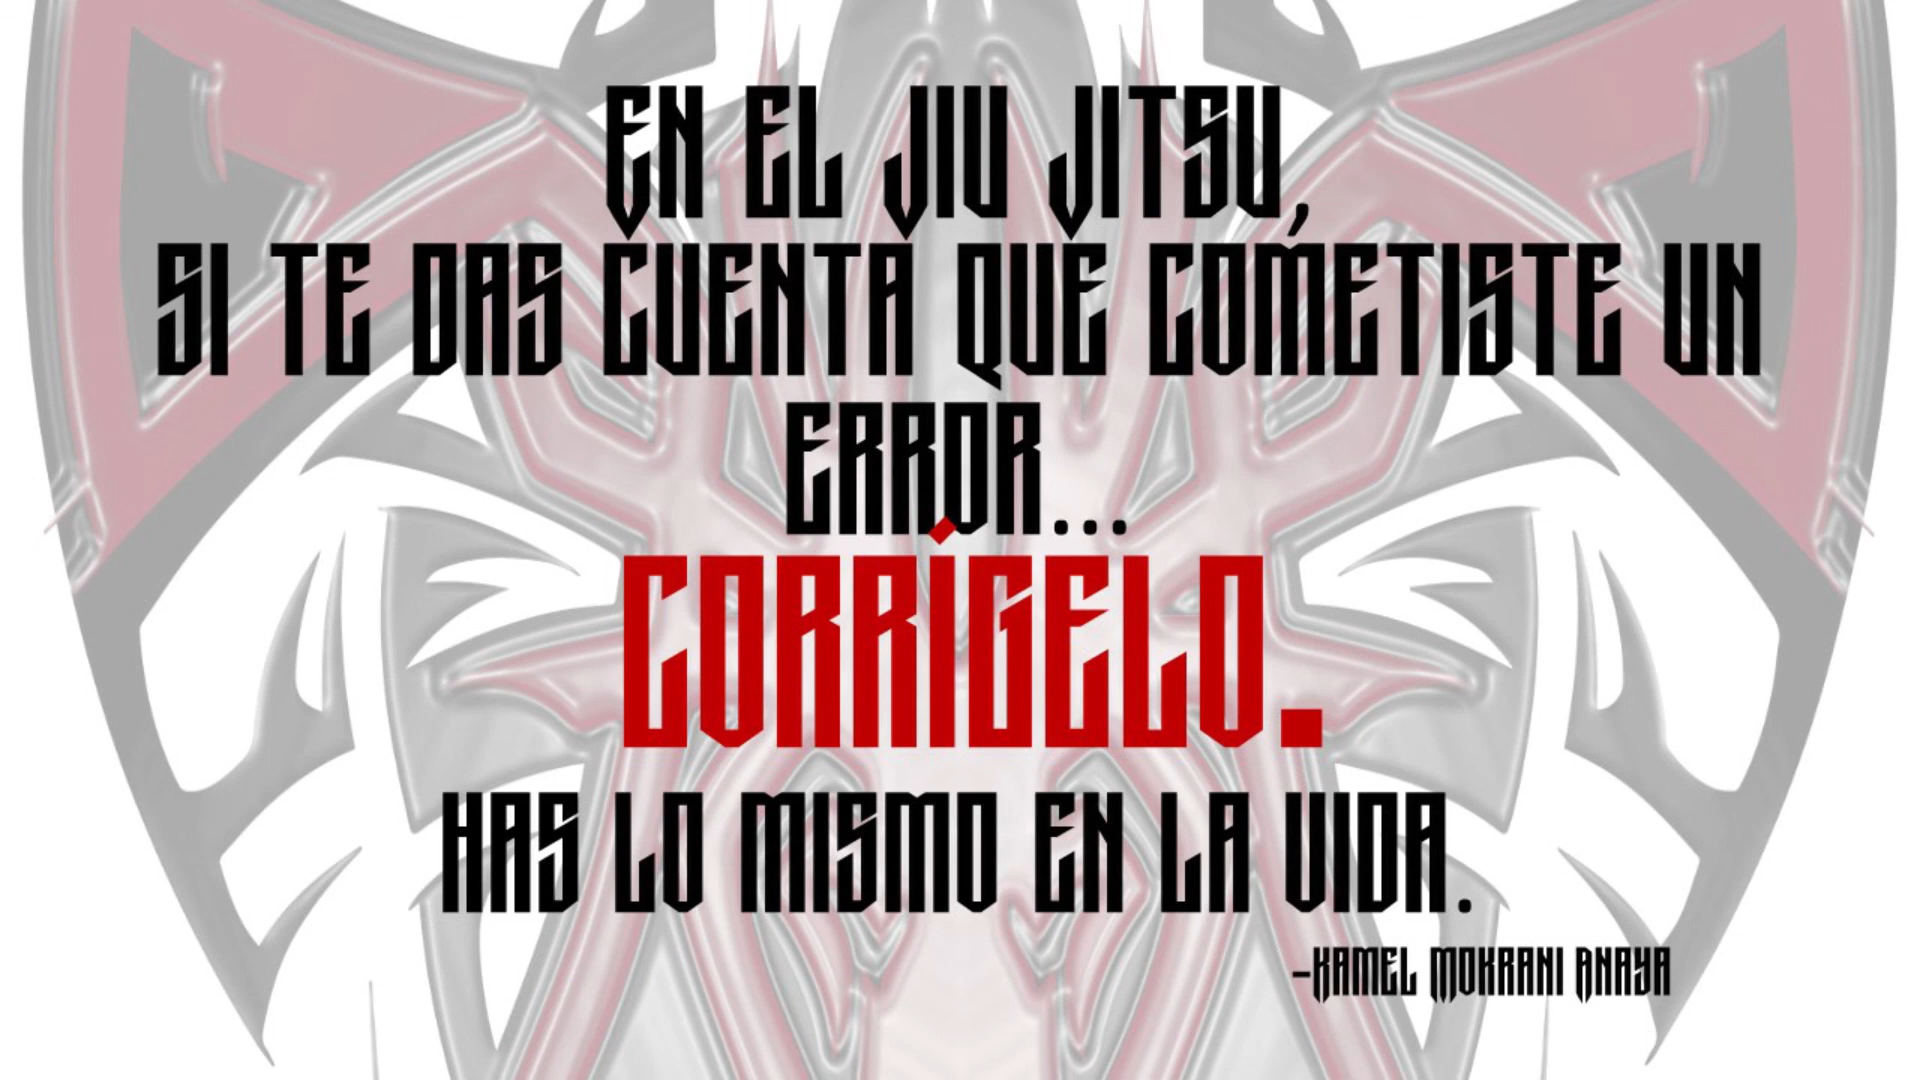 EN EL JIU JITSU,
SI TE DAS CUENTA QUE COMETISTE UN
ERROR...
CORRÍGELO.
HAS LO MISMO EN LA VIDA.
-KAMEL MOKRANI ANAYA